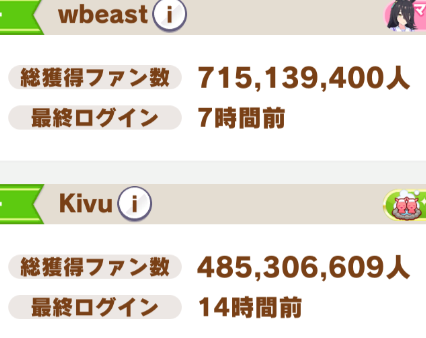 wbeast i
マ
総獲得ファン数 715,139,400人
最終ログイン 7時間前
Kivu i
総獲得ファン数 485,306,609人
最終ログイン 14時間前